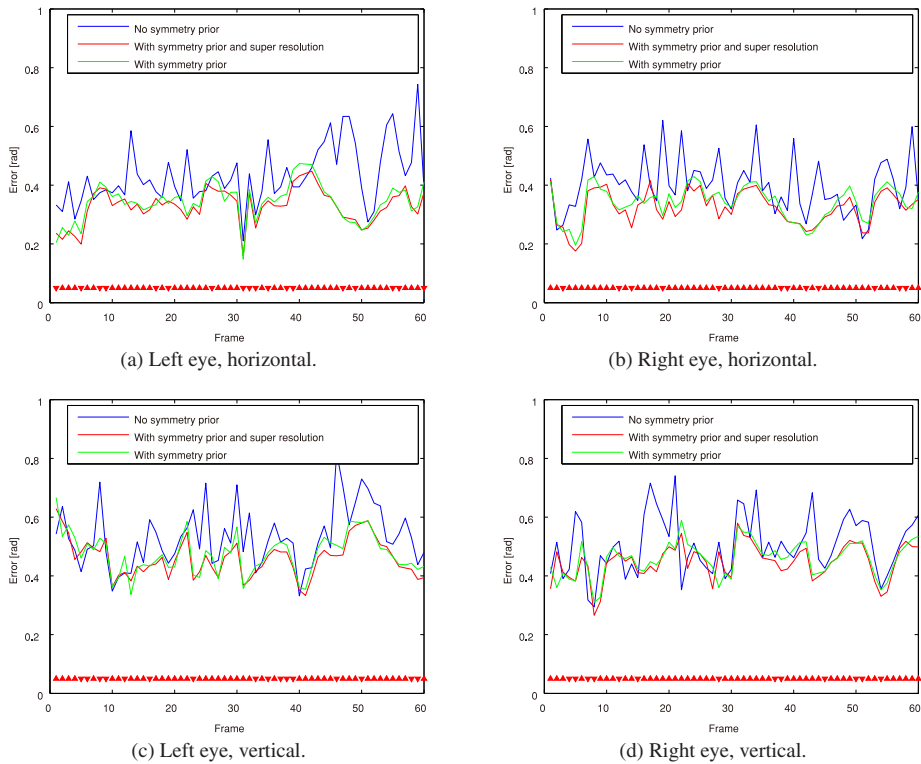 1
0.8
0.6
0.4
0.2
0
Error [rad]
No symmetry prior
With symmetry prior and super resolution
With symmetry prior
0 10 20 30 40 50 60
Frame
(a) Left eye, horizontal.
1
0.8
0.6
0.4
0.2
0
Error [rad]
No symmetry prior
With symmetry prior and super resolution
With symmetry prior
0 10 20 30 40 50 60
Frame
(b) Right eye, horizontal.
1
0.8
0.6
0.4
0.2
0
Error [rad]
No symmetry prior
With symmetry prior and super resolution
With symmetry prior
0 10 20 30 40 50 60
Frame
(c) Left eye, vertical.
1
0.8
0.6
0.4
0.2
0
Error [rad]
No symmetry prior
With symmetry prior and super resolution
With symmetry prior
0 10 20 30 40 50 60
Frame
(d) Right eye, vertical.